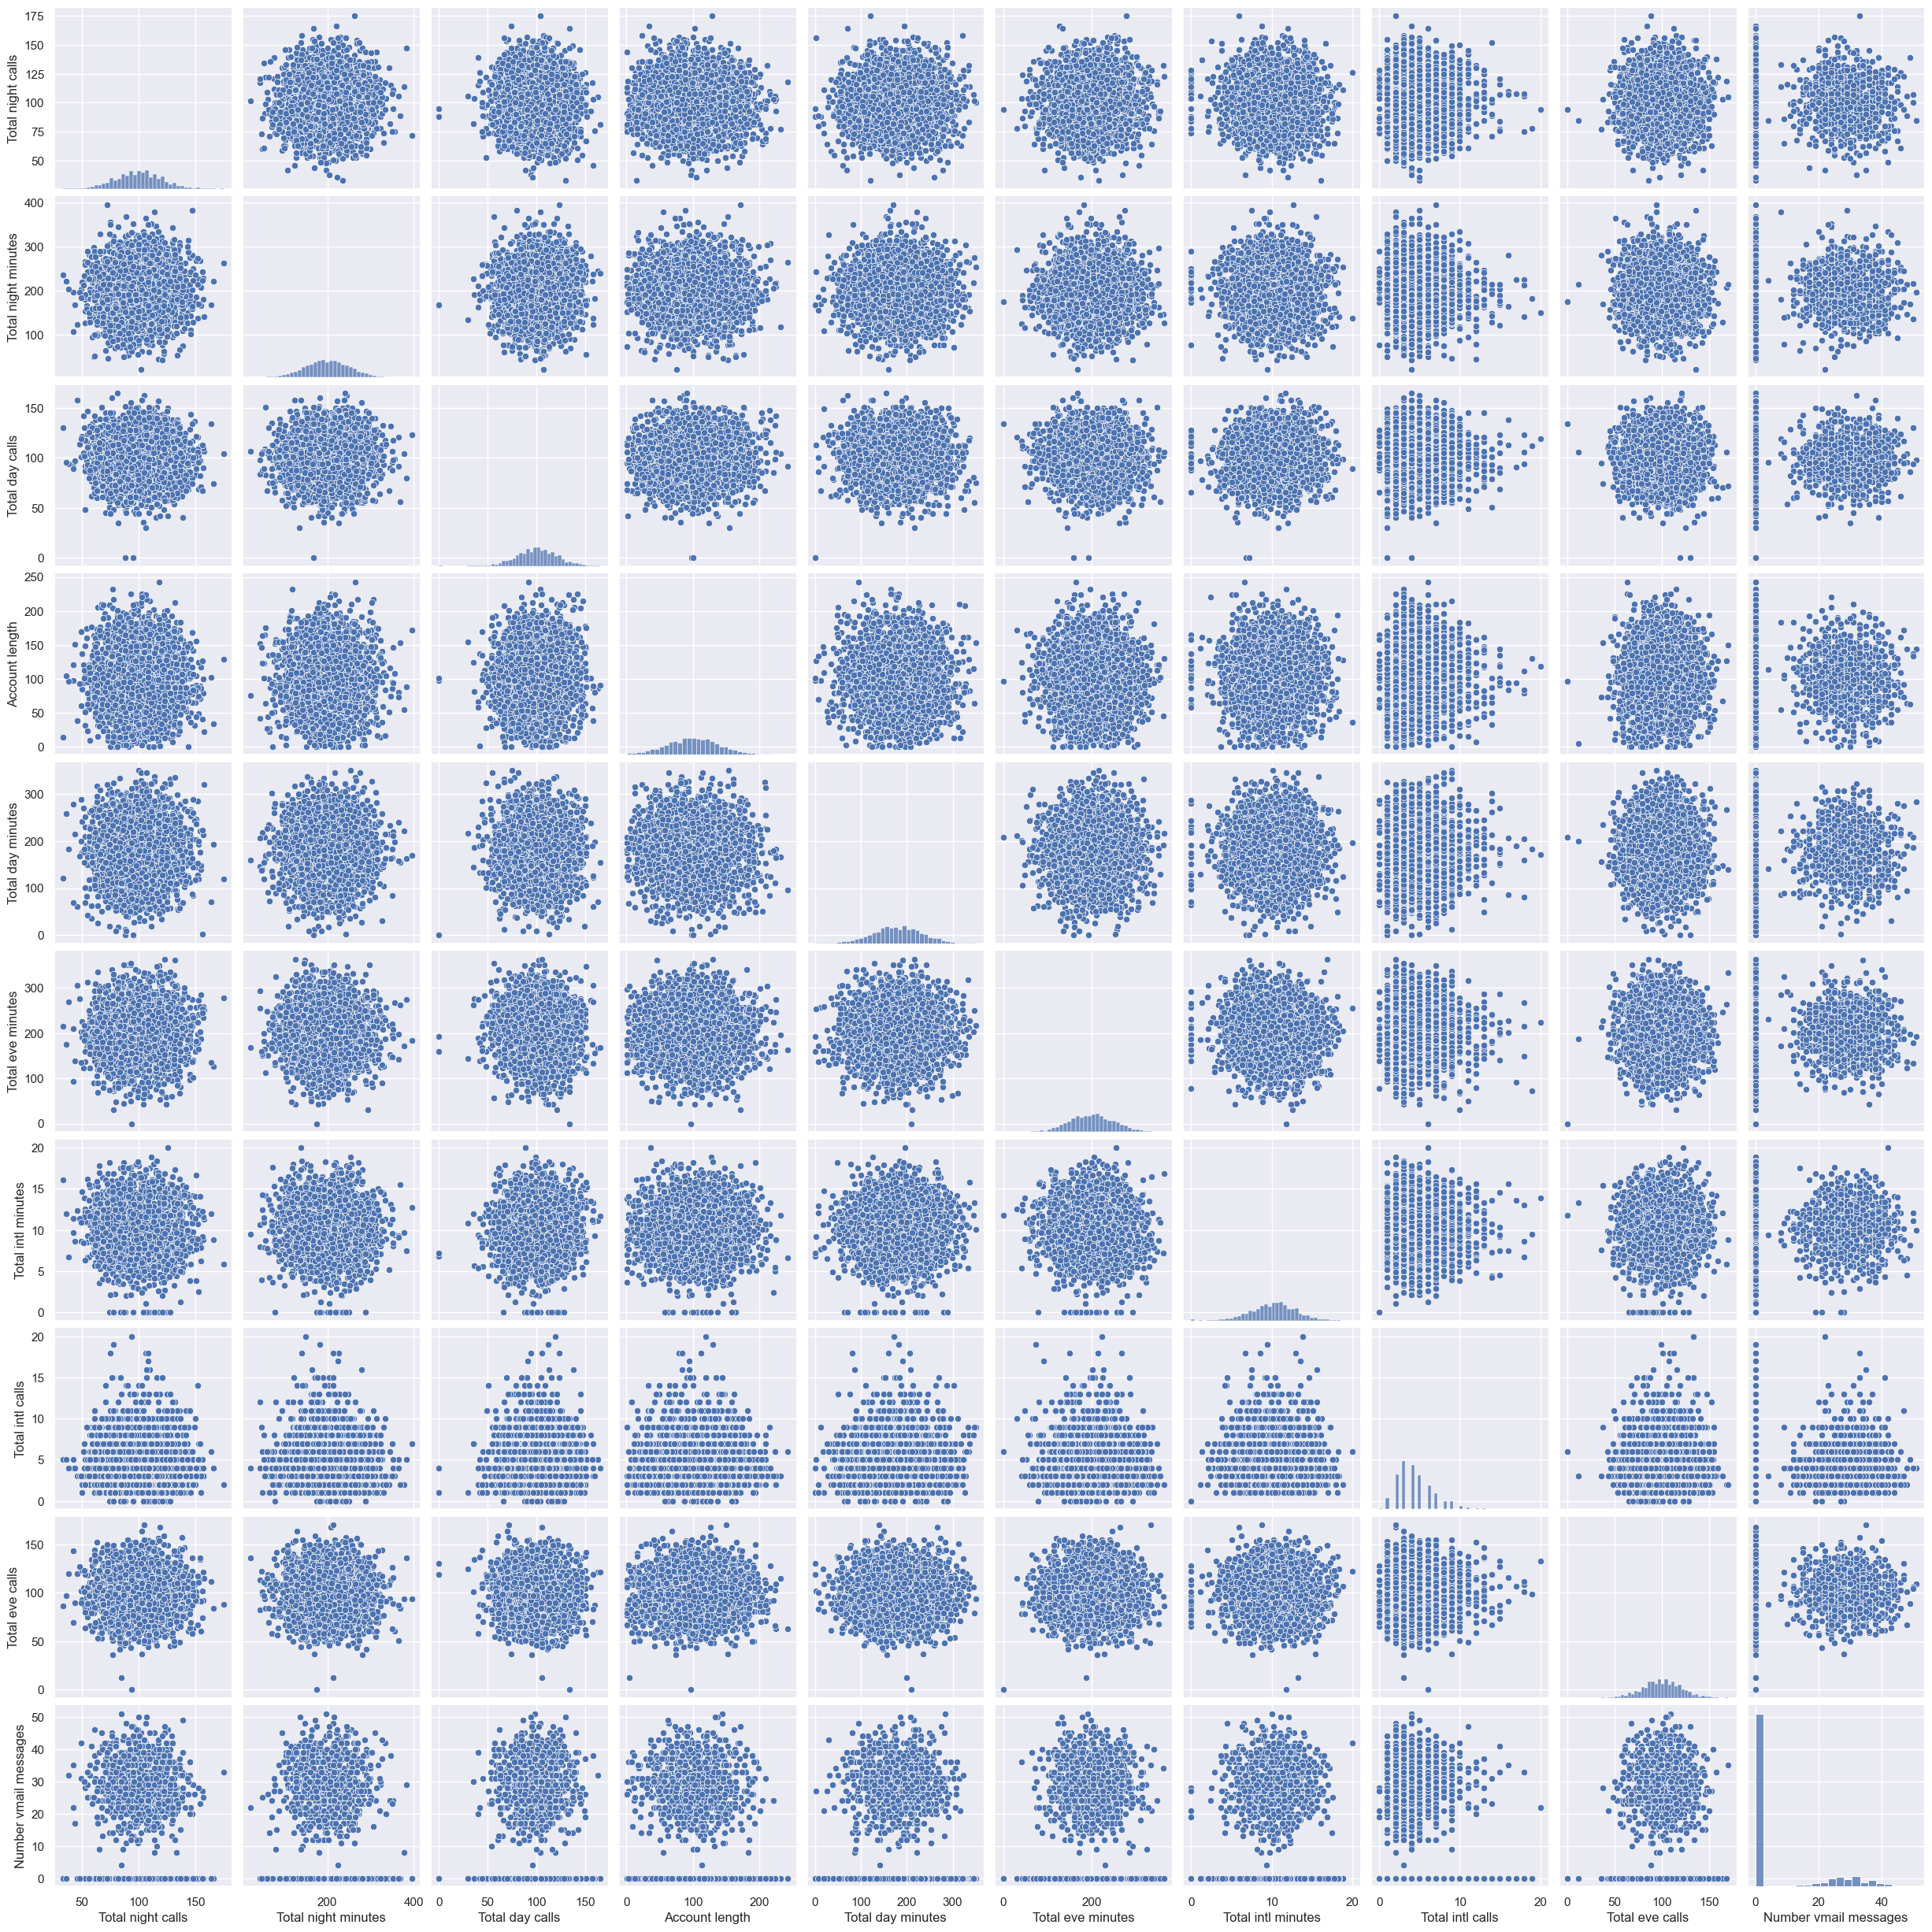 175
150
125
100
75
50
Total night calls
400
300
200
100
Total night minutes
150
100
50
0
Total day calls
250
200
150
100
50
0
Account length
300
200
100
0
Total day minutes
300
200
100
0
Total eve minutes
20
15
10
5
0
Total intl minutes
20
15
10
5
0
Total intl calls
150
100
50
0
Total eve calls
50
40
30
20
10
0
Number vmail messages
50 100 150
200 400
0 50 100 150
0 100 200
0 100 200 300
0 200
0 10 20
0 10 20
0 50 100 150
0 20 40
Total night calls
Total night minutes
Total day calls
Account length
Total day minutes
Total eve minutes
Total intl minutes
Total intl calls
Total eve calls
Number vmail messages